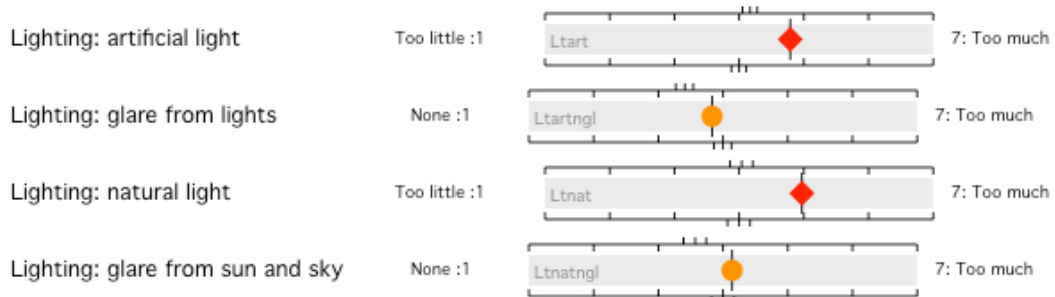 Lighting: artificial light Too little :1 Ltart 7: Too much
Lighting: glare from lights None :1 Ltartngl 7: Too much
Lighting: natural light Too little :1 Ltnat 7: Too much
Lighting: glare from sun and sky None :1 Ltnatngl 7: Too much